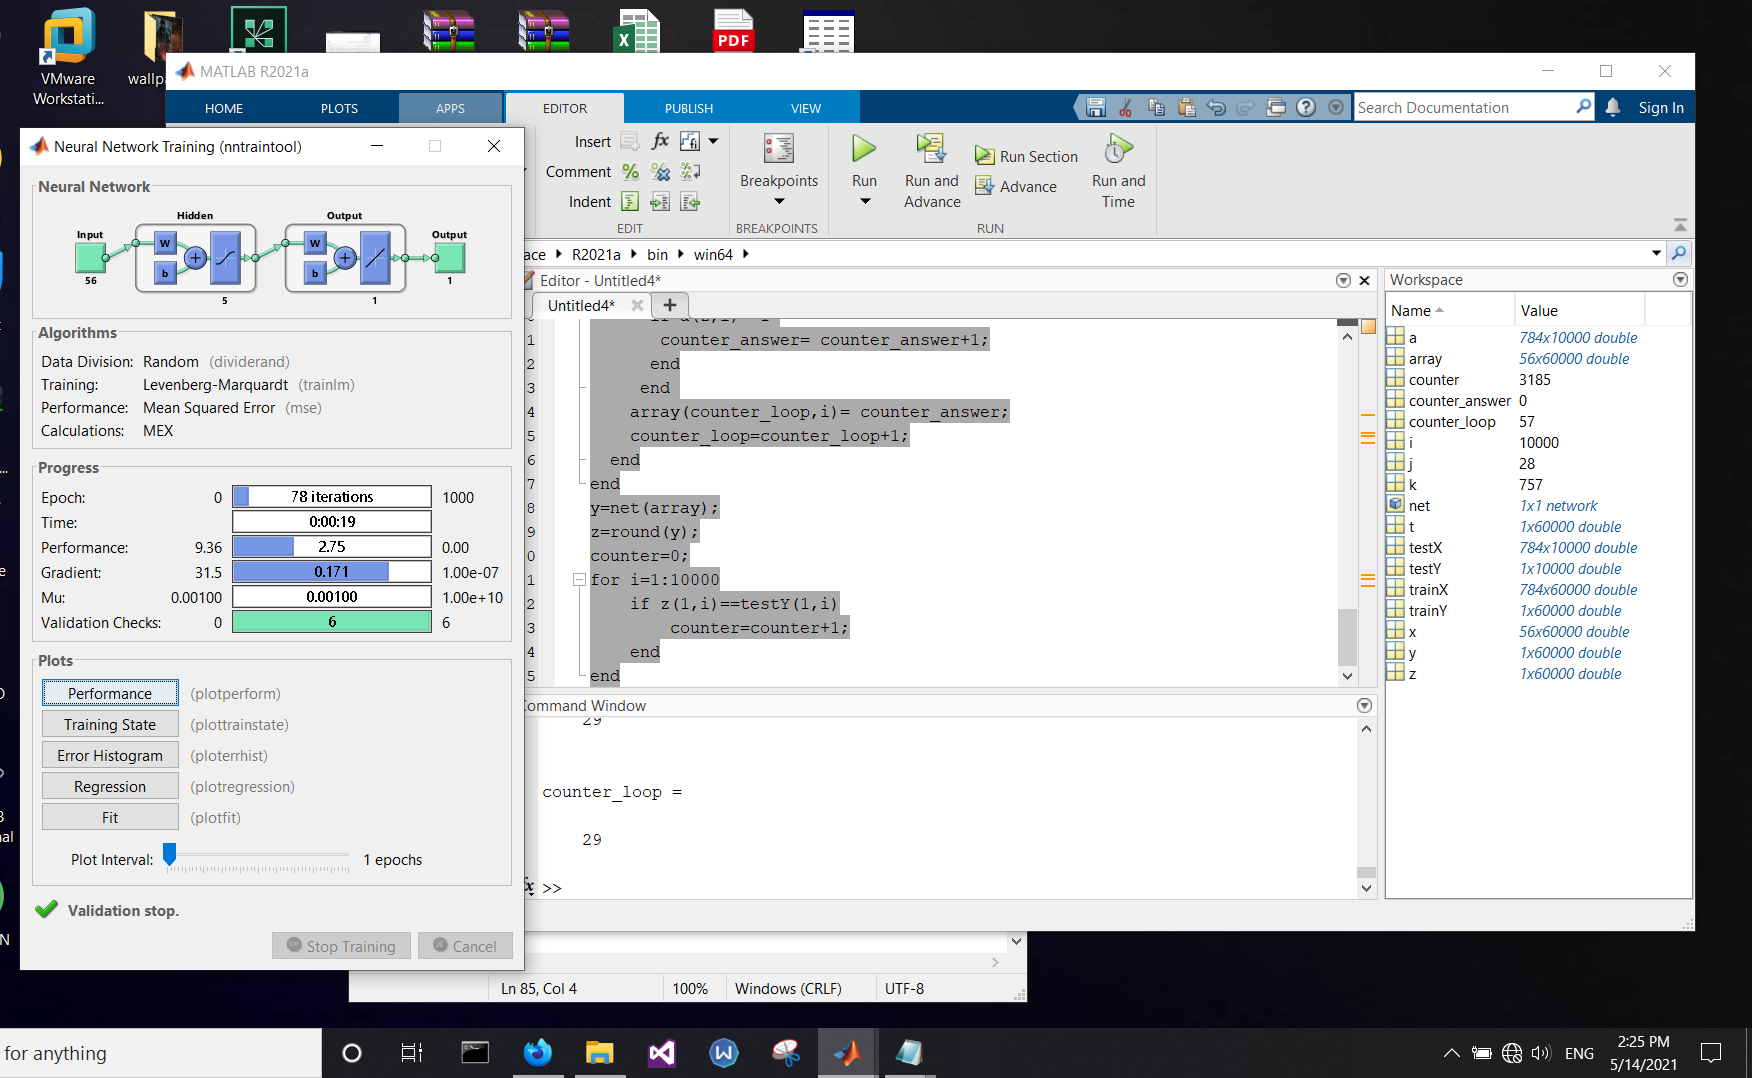 VMware
Workstati...
wallpa
PDF
MATLAB R2021a
HOME
PLOTS
APPS
EDITOR
PUBLISH
VIEW
Search Documentation
Sign In
Insert
Comment
Indent
EDIT
Breakpoints
BREAKPOINTS
Run
Run and
Advance
Run Section
Advance
Run and
Time
RUN
Neural Network Training (nntraintool)
Neural Network
Hidden
Output
Input
Output
W
b
W
b
56
5
1
1
Algorithms
Data Division: Random (dividerand)
Training: Levenberg-Marquardt (trainlm)
Performance: Mean Squared Error (mse)
Calculations: MEX
Progress
Epoch: 0 78 iterations 1000
Time: 0:00:19
Performance: 9.36 2.75 0.00
Gradient: 31.5 0.171 1.00e-07
Mu: 0.00100 0.00100 1.00e+10
Validation Checks: 0 6 6
Plots
Performance (plotperform)
Training State (plottrainstate)
Error Histogram (ploterrhist)
Regression (plotregression)
Fit (plotfit)
Plot Interval: 1 epochs
Validation stop.
Stop Training Cancel
ace R2021a bin win64
Editor - Untitled4*
Untitled4*
1 counter_answer= counter_answer+1;
2 end
3 end
4 array(counter_loop,i)= counter_answer;
5 counter_loop=counter_loop+1;
6 end
7 end
8 y=net(array);
9 z=round(y);
0 counter=0;
1 for i=1:10000
2 if z(1,i)==testY(1,i)
3 counter=counter+1;
4 end
5 end
Command Window
29
counter_loop =
29
fx >>
Workspace
Name Value
a 784x10000 double
array 56x60000 double
counter 3185
counter_answer 0
counter_loop 57
i 10000
j 28
k 757
net 1x1 network
t 1x60000 double
testX 784x10000 double
testY 1x10000 double
trainX 784x60000 double
trainY 1x60000 double
x 56x60000 double
y 1x60000 double
z 1x60000 double
Ln 85, Col 4 100% Windows (CRLF) UTF-8
for anything
ENG
2:25 PM
5/14/2021